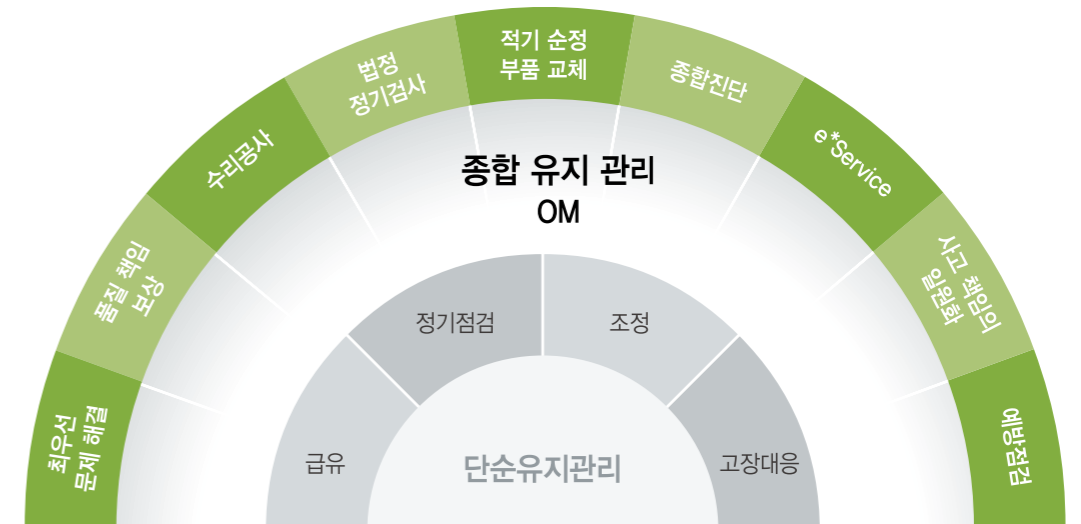 최우선
문제 해결
품질 책임
보상
수리공사
법정
정기검사
적기 순정
부품 교체
종합진단
e*Service
사고 책임의
일원화
예방점검
종합 유지 관리
OM
급유
정기점검
조정
고장대응
단순유지관리